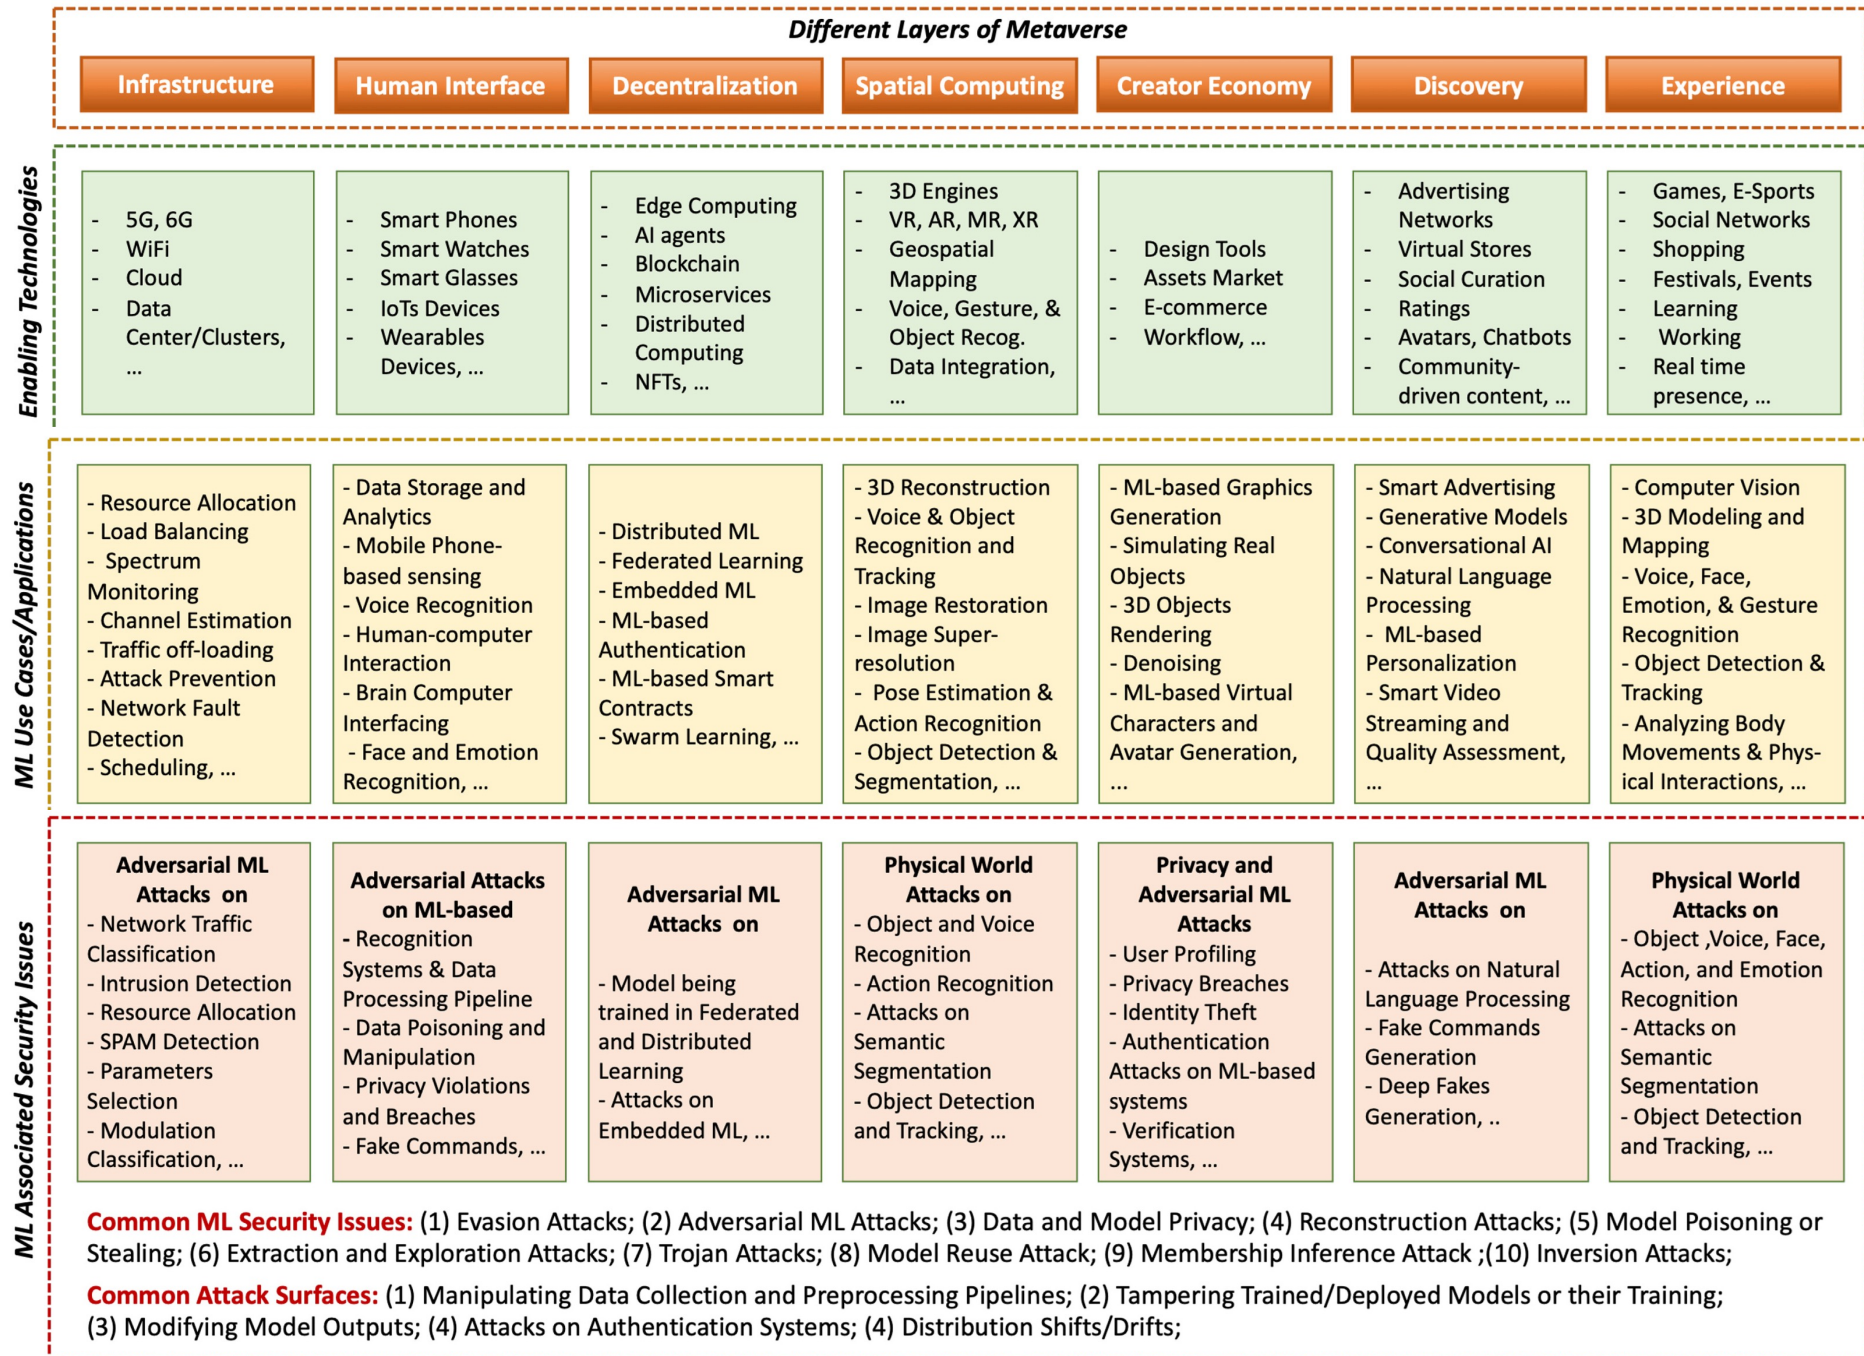 Different Layers of Metaverse
Infrastructure
Human Interface
Decentralization
Spatial Computing
Creator Economy
Discovery
Experience
Enabling Technologies
- 5G, 6G
- WiFi
- Cloud
- Data
Center/Clusters,
...
- Smart Phones
- Smart Watches
- Smart Glasses
- IoTs Devices
- Wearables
Devices, ...
- Edge Computing
- AI agents
- Blockchain
- Microservices
- Distributed
Computing
- NFTs, ...
- 3D Engines
- VR, AR, MR, XR
- Geospatial
Mapping
- Voice, Gesture, &
Object Recog.
- Data Integration,
...
- Design Tools
- Assets Market
- E-commerce
- Workflow, ...
- Advertising
Networks
- Virtual Stores
- Social Curation
- Ratings
- Avatars, Chatbots
- Community-
driven content, ...
- Games, E-Sports
- Social Networks
- Shopping
- Festivals, Events
- Learning
- Working
- Real time
presence, ...
ML Use Cases/Applications
- Resource Allocation
- Load Balancing
- Spectrum
Monitoring
- Channel Estimation
- Traffic off-loading
- Attack Prevention
- Network Fault
Detection
- Scheduling, ...
- Data Storage and
Analytics
- Mobile Phone-
based sensing
- Voice Recognition
- Human-computer
Interaction
- Brain Computer
Interfacing
- Face and Emotion
Recognition, ...
- Distributed ML
- Federated Learning
- Embedded ML
- ML-based
Authentication
- ML-based Smart
Contracts
- Swarm Learning, ...
- 3D Reconstruction
- Voice & Object
Recognition and
Tracking
- Image Restoration
- Image Super-
resolution
- Pose Estimation &
Action Recognition
- Object Detection &
Segmentation, ...
- ML-based Graphics
Generation
- Simulating Real
Objects
- 3D Objects
Rendering
- Denoising
- ML-based Virtual
Characters and
Avatar Generation,
...
- Smart Advertising
- Generative Models
- Conversational AI
- Natural Language
Processing
- ML-based
Personalization
- Smart Video
Streaming and
Quality Assessment,
...
- Computer Vision
- 3D Modeling and
Mapping
- Voice, Face,
Emotion, & Gesture
Recognition
- Object Detection &
Tracking
- Analyzing Body
Movements & Phys-
ical Interactions, ...
ML Associated Security Issues
Adversarial ML
Attacks on
- Network Traffic
Classification
- Intrusion Detection
- Resource Allocation
- SPAM Detection
- Parameters
Selection
- Modulation
Classification, ...
Adversarial Attacks
on ML-based
- Recognition
Systems & Data
Processing Pipeline
- Data Poisoning and
Manipulation
- Privacy Violations
and Breaches
- Fake Commands, ...
Adversarial ML
Attacks on
- Model being
trained in Federated
and Distributed
Learning
- Attacks on
Embedded ML, ...
Physical World
Attacks on
- Object and Voice
Recognition
- Action Recognition
- Attacks on
Semantic
Segmentation
- Object Detection
and Tracking, ...
Privacy and
Adversarial ML
Attacks
- User Profiling
- Privacy Breaches
- Identity Theft
- Authentication
Attacks on ML-based
systems
- Verification
Systems, ...
Adversarial ML
Attacks on
- Attacks on Natural
Language Processing
- Fake Commands
Generation
- Deep Fakes
Generation, ..
Physical World
Attacks on
- Object ,Voice, Face,
Action, and Emotion
Recognition
- Attacks on
Semantic
Segmentation
- Object Detection
and Tracking, ...
Common ML Security Issues: (1) Evasion Attacks; (2) Adversarial ML Attacks; (3) Data and Model Privacy; (4) Reconstruction Attacks; (5) Model Poisoning or
Stealing; (6) Extraction and Exploration Attacks; (7) Trojan Attacks; (8) Model Reuse Attack; (9) Membership Inference Attack ;(10) Inversion Attacks;
Common Attack Surfaces: (1) Manipulating Data Collection and Preprocessing Pipelines; (2) Tampering Trained/Deployed Models or their Training;
(3) Modifying Model Outputs; (4) Attacks on Authentication Systems; (4) Distribution Shifts/Drifts;